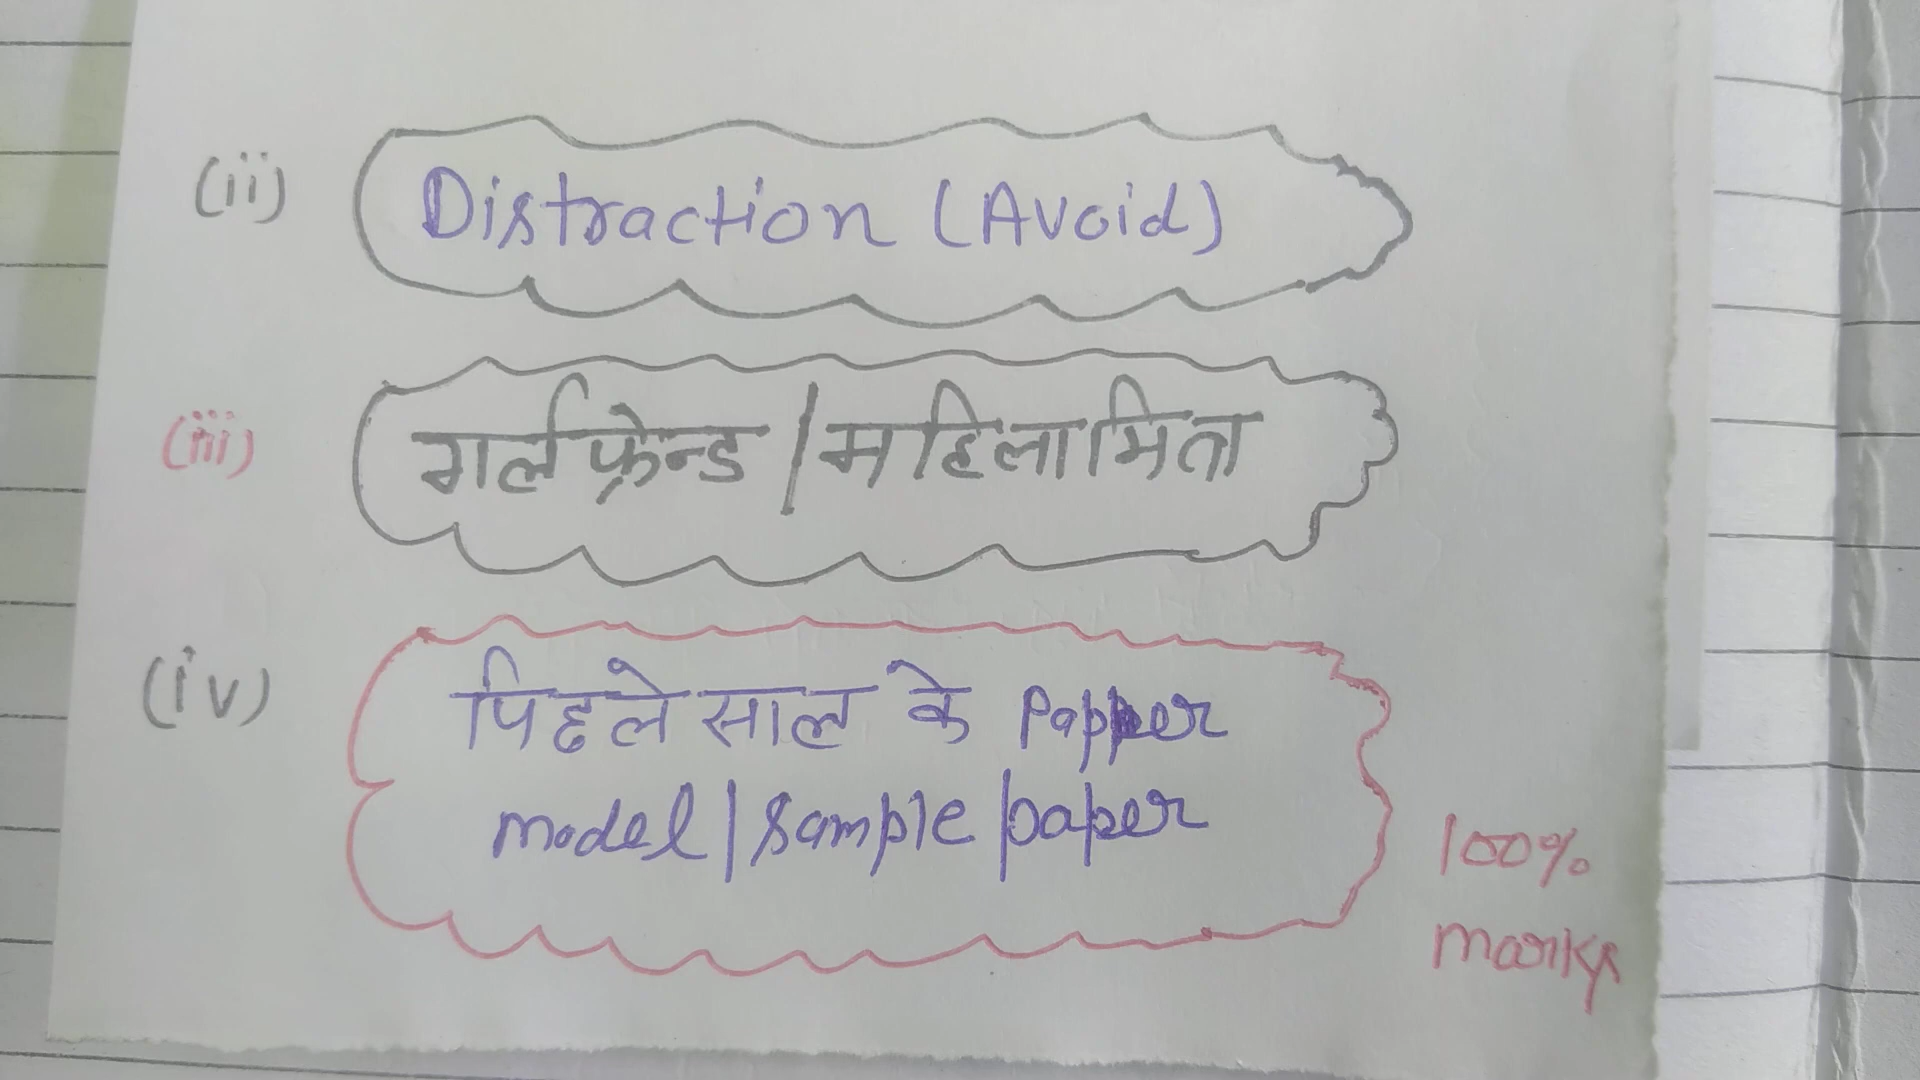 (ii) Distraction (Avoid)
(iii) गर्लफ्रेन्ड / महिलामिता
(iv) पिछले साल के Papper
model / sample paper
100%
marks